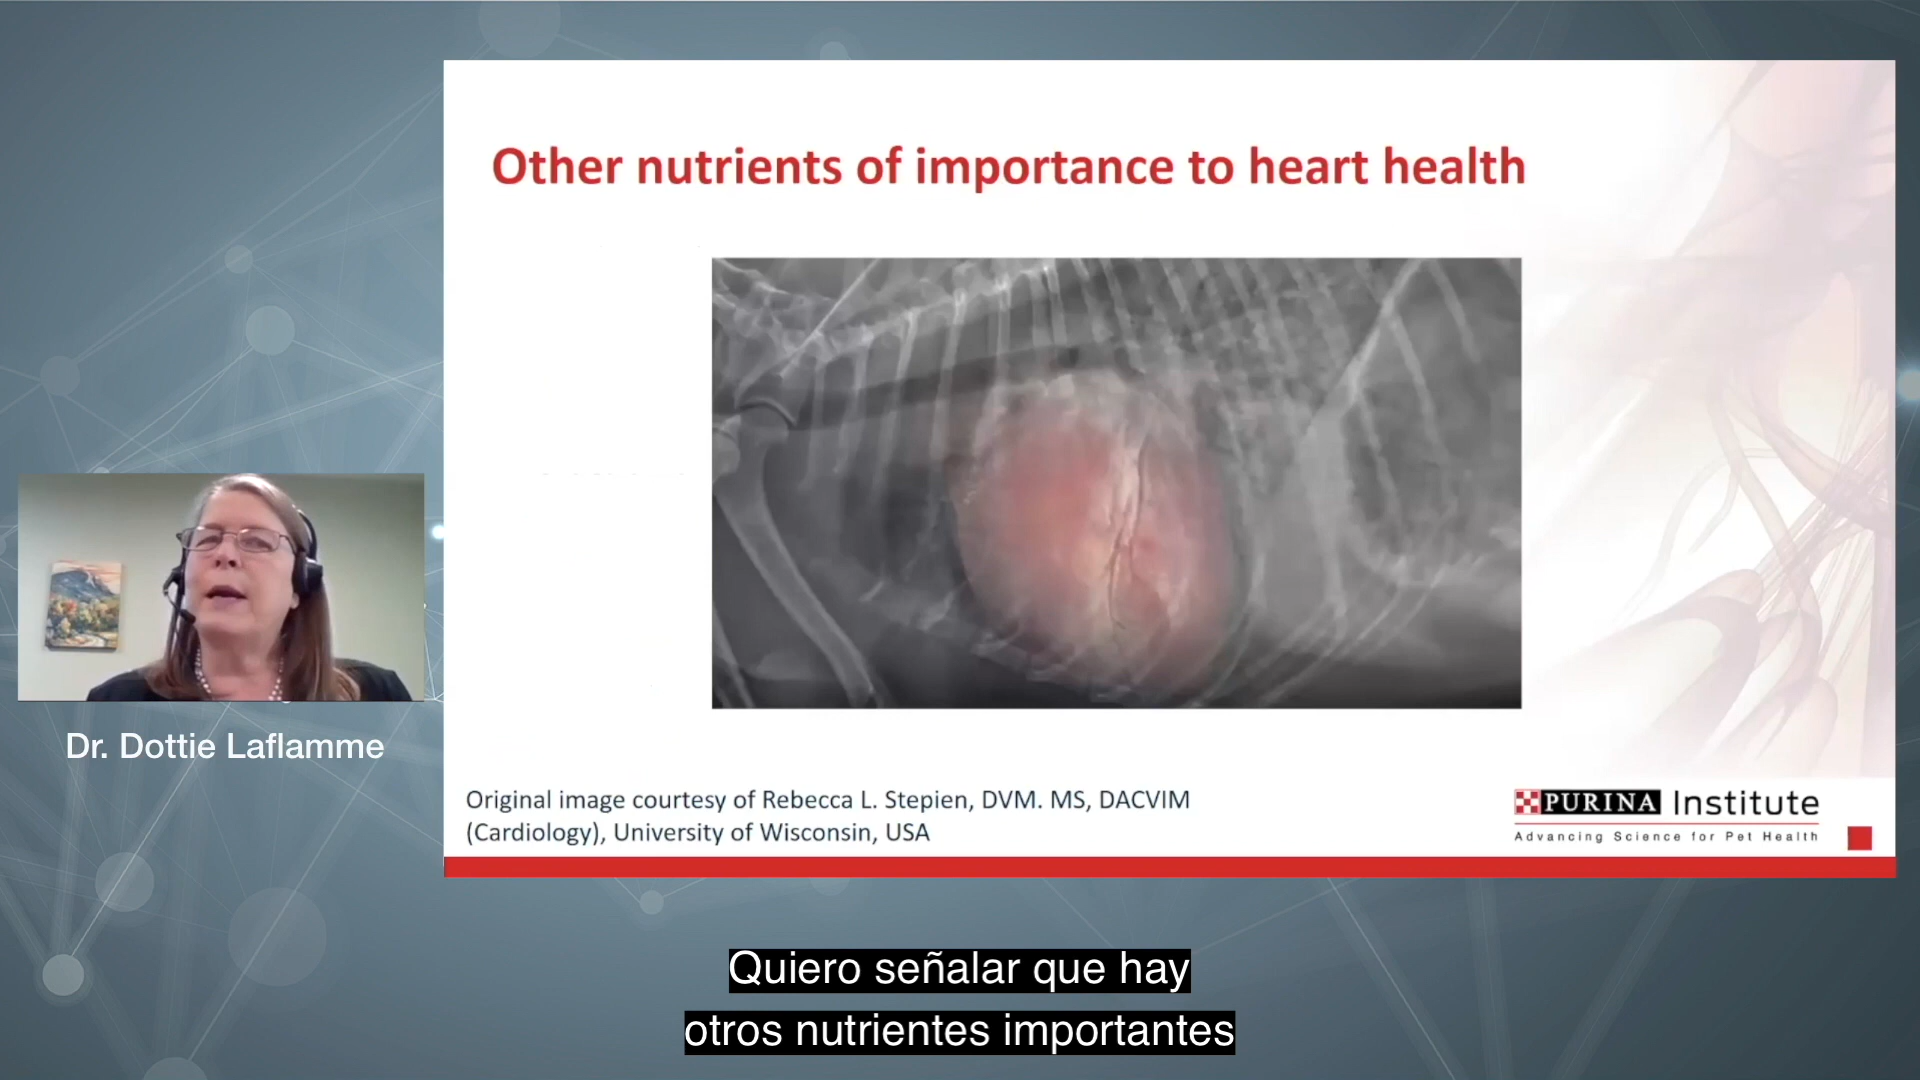 Other nutrients of importance to heart health
Dr. Dottie Laflamme
Original image courtesy of Rebecca L. Stepien, DVM. MS, DACVIM
(Cardiology), University of Wisconsin, USA
PURINA Institute
Advancing Science for Pet Health
Quiero señalar que hay
otros nutrientes importantes